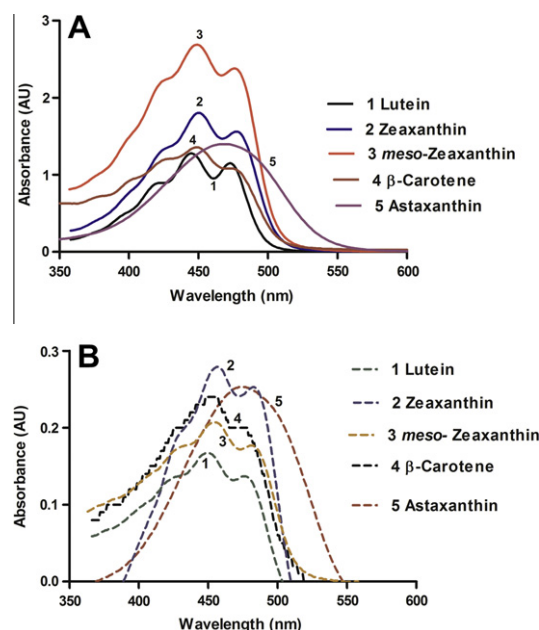 A
3
2
1
0
Absorbance (AU)
350 400 450 500 550 600
Wavelength (nm)
3
2
4
1
5
1 Lutein
2 Zeaxanthin
3 meso-Zeaxanthin
4 β-Carotene
5 Astaxanthin
B
0.3
0.2
0.1
0.0
Absorbance (AU)
350 400 450 500 550 600
Wavelength (nm)
2
5
4
3
1
1 Lutein
2 Zeaxanthin
3 meso- Zeaxanthin
4 β-Carotene
5 Astaxanthin